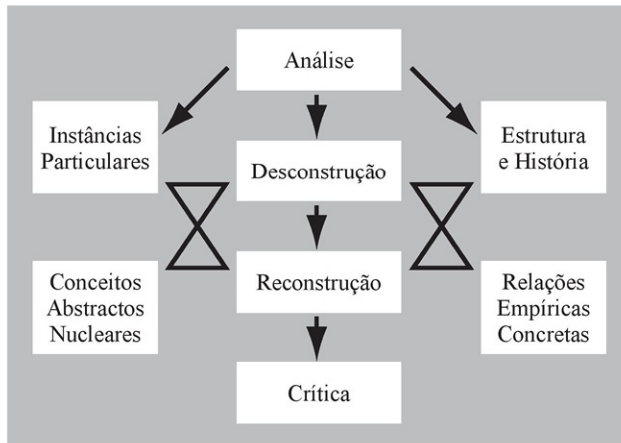 Análise
Instâncias
Particulares
Estrutura
e História
Desconstrução
Conceitos
Abstractos
Nucleares
Reconstrução
Relações
Empíricas
Concretas
Crítica